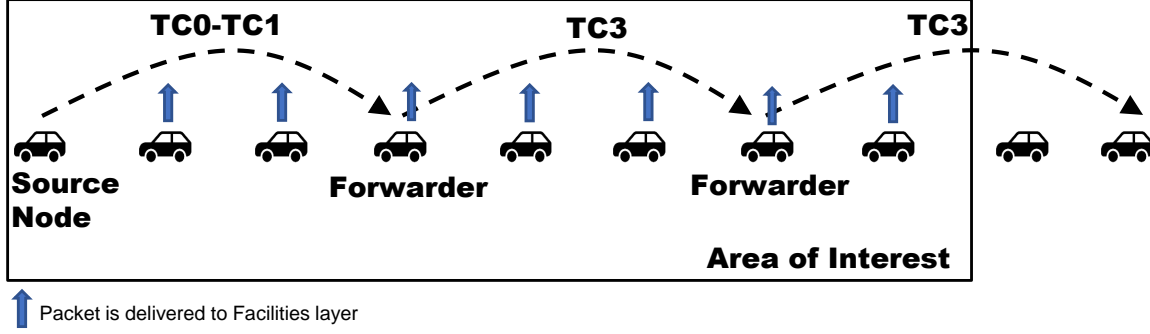 TC0-TC1
TC3
TC3
Source
Node
Forwarder
Forwarder
Area of Interest
Packet is delivered to Facilities layer